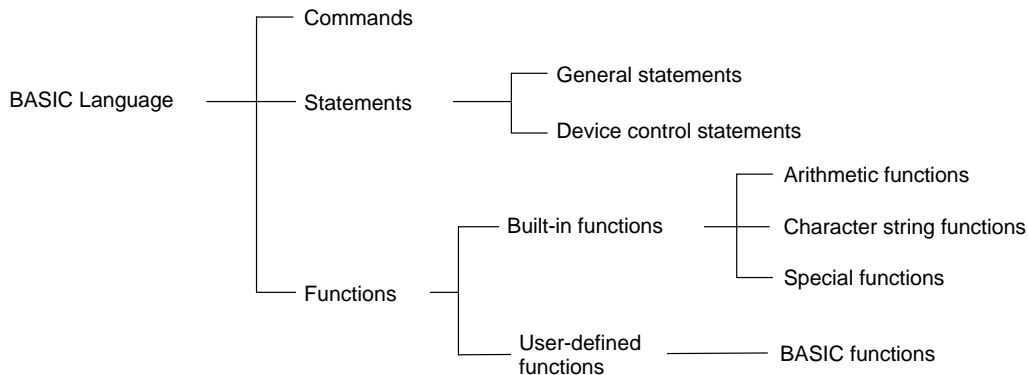 Commands
BASIC Language
Statements
General statements
Device control statements
Functions
Built-in functions
Arithmetic functions
Character string functions
Special functions
User-defined
functions
BASIC functions